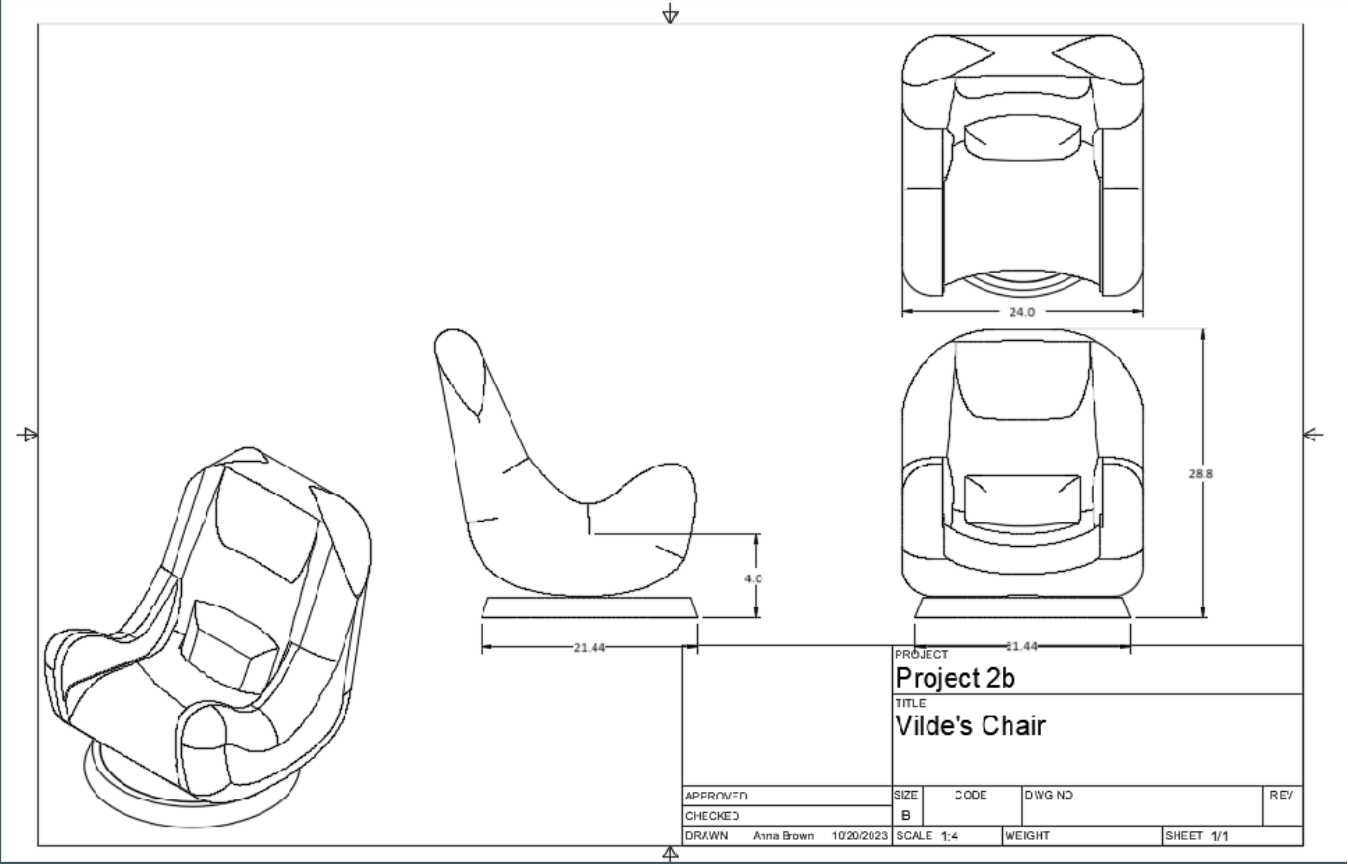 24.0
28.8
4.0
21.44
21.44
PROJECT
Project 2b
TITLE
Vilde's Chair
APPROVED
SIZE CODE DWG NO REV
CHECKED
B
DRAWN Anna Brown 10/20/2023 SCALE 1:4 WEIGHT SHEET 1/1